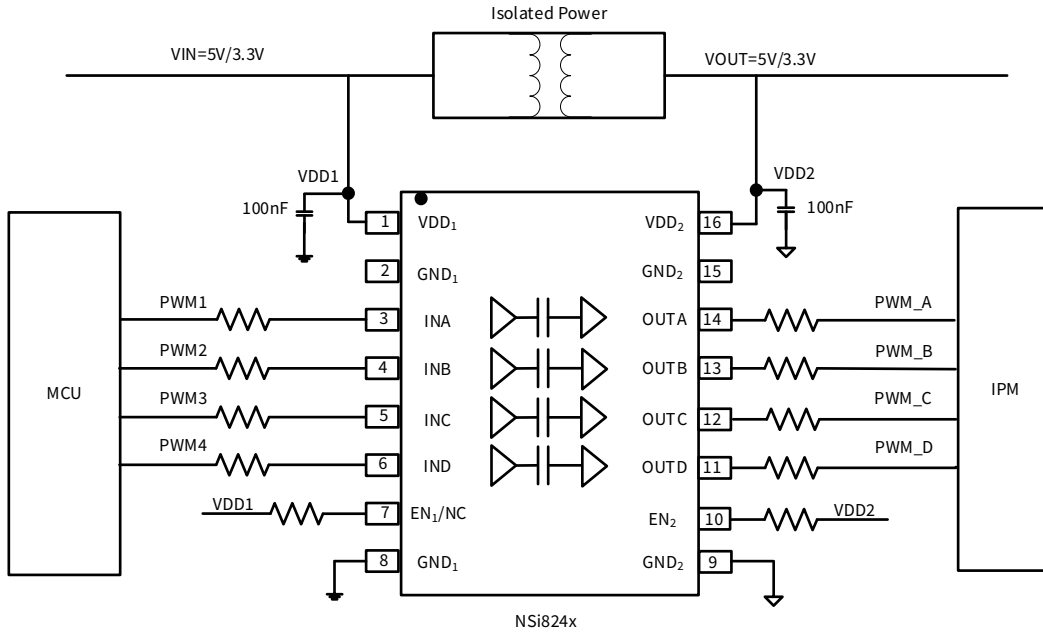 Isolated Power
VIN=5V/3.3V
VOUT=5V/3.3V
VDD1
VDD2
100nF
100nF
1
VDD₁
VDD₂
16
2
GND₁
GND₂
15
PWM1
3
INA
OUTA
14
PWM_A
PWM2
4
INB
OUTB
13
PWM_B
MCU
IPM
PWM3
5
INC
OUTC
12
PWM_C
PWM4
6
IND
OUTD
11
PWM_D
VDD1
7
EN₁/NC
EN₂
10
VDD2
8
GND₁
GND₂
9
NSi824x